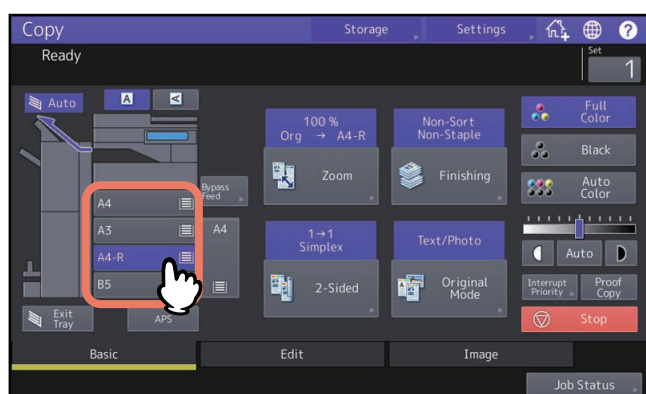 Copy
Storage
Settings
?
Ready
Set
1
Auto
A
A
100 %
Org → A4-R
Non-Sort
Non-Staple
Full
Color
Zoom
Finishing
Black
Auto
Color
A4
A3
A4-R
B5
Bypass
Feed
A4
1→1
Simplex
Text/Photo
2-Sided
Original
Mode
Auto
Interrupt
Priority
Proof
Copy
Exit
Tray
APS
Stop
Basic
Edit
Image
Job Status